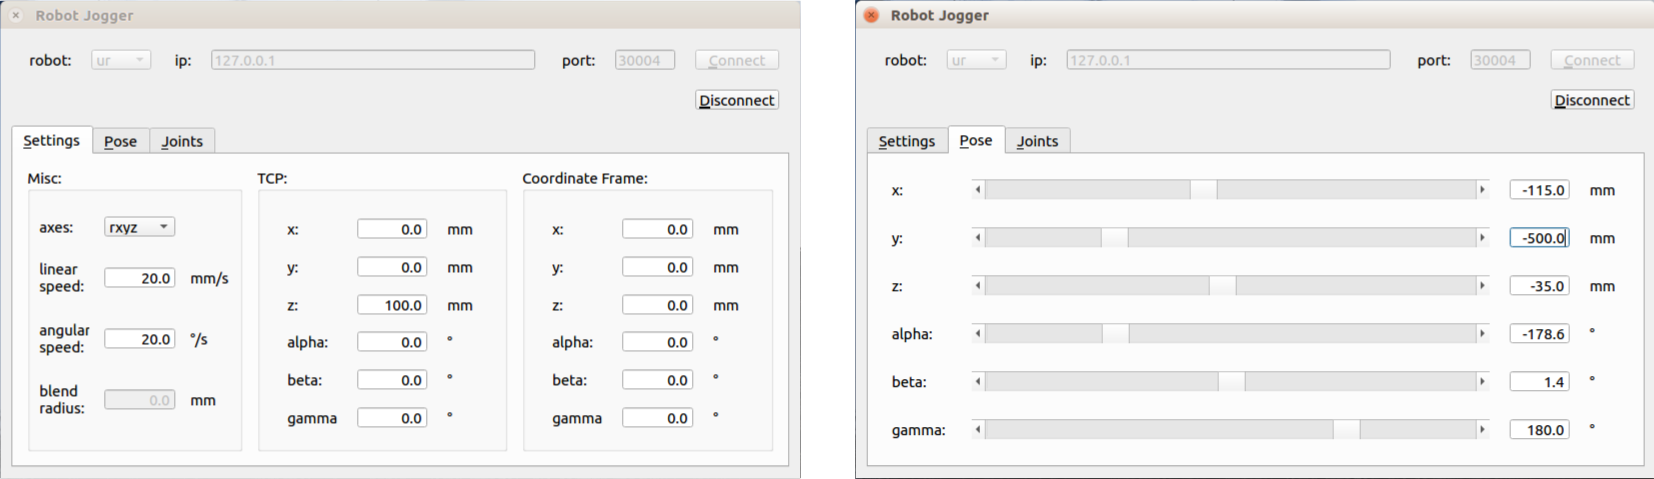 Robot Jogger
robot: ur ip: 127.0.0.1 port: 30004 Connect
Disconnect
Settings Pose Joints
Misc: TCP: Coordinate Frame:
axes: rxyz x: 0.0 mm x: 0.0 mm
linear speed: 20.0 mm/s y: 0.0 mm y: 0.0 mm
z: 100.0 mm z: 0.0 mm
angular speed: 20.0 °/s alpha: 0.0 ° alpha: 0.0 °
beta: 0.0 ° beta: 0.0 °
blend radius: 0.0 mm gamma 0.0 ° gamma 0.0 °
Robot Jogger
robot: ur ip: 127.0.0.1 port: 30004 Connect
Disconnect
Settings Pose Joints
x: -115.0 mm
y: -500.0 mm
z: -35.0 mm
alpha: -178.6 °
beta: 1.4 °
gamma: 180.0 °